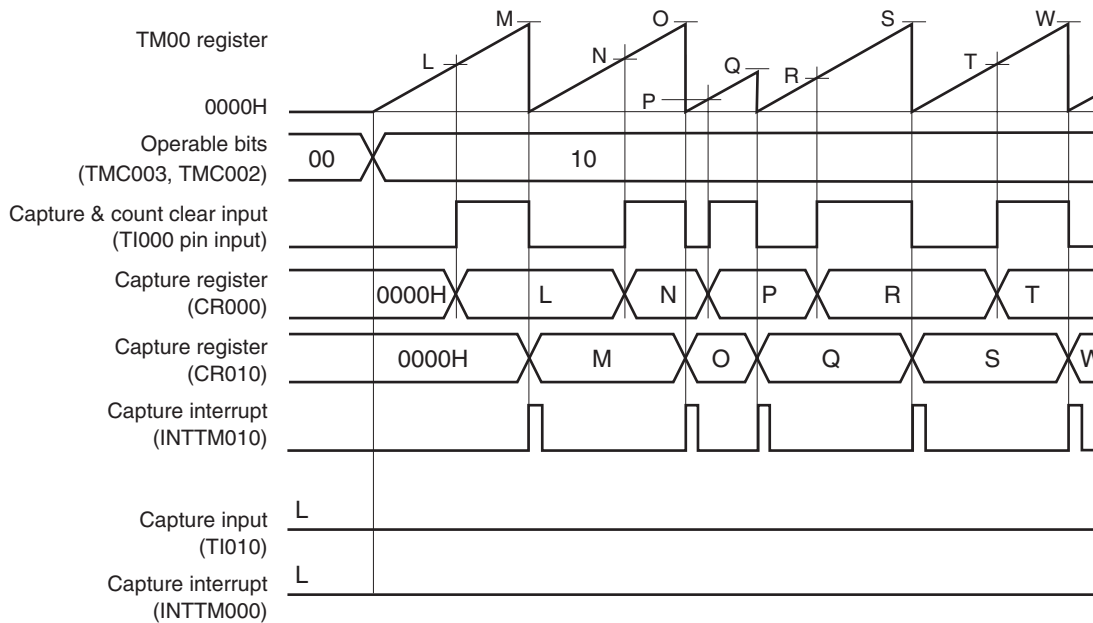 M
O
S
W
TM00 register
L
N
Q
R
T
P
0000H
Operable bits
(TMC003, TMC002)
00
10
Capture & count clear input
(TI000 pin input)
Capture register
(CR000)
0000H
L
N
P
R
T
Capture register
(CR010)
0000H
M
O
Q
S
W
Capture interrupt
(INTTM010)
L
Capture input
(TI010)
L
Capture interrupt
(INTTM000)